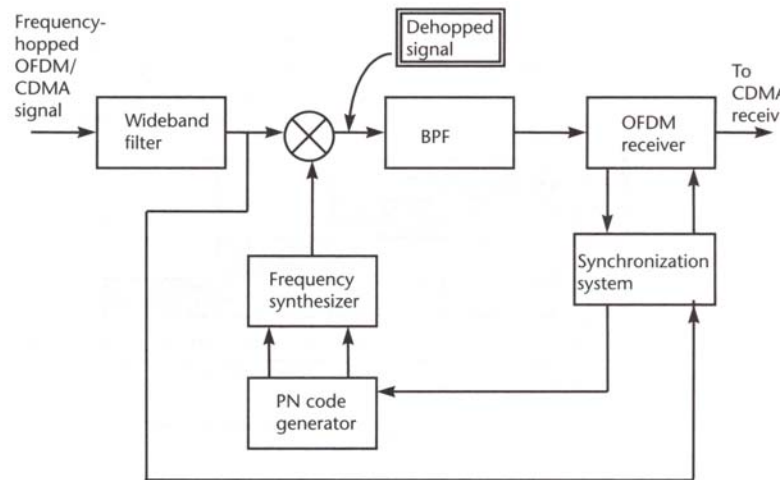 Frequency-
hopped
OFDM/
CDMA
signal
Wideband
filter
Dehopped
signal
BPF
OFDM
receiver
To
CDMA
Frequency
synthesizer
Synchronization
system
PN code
generator